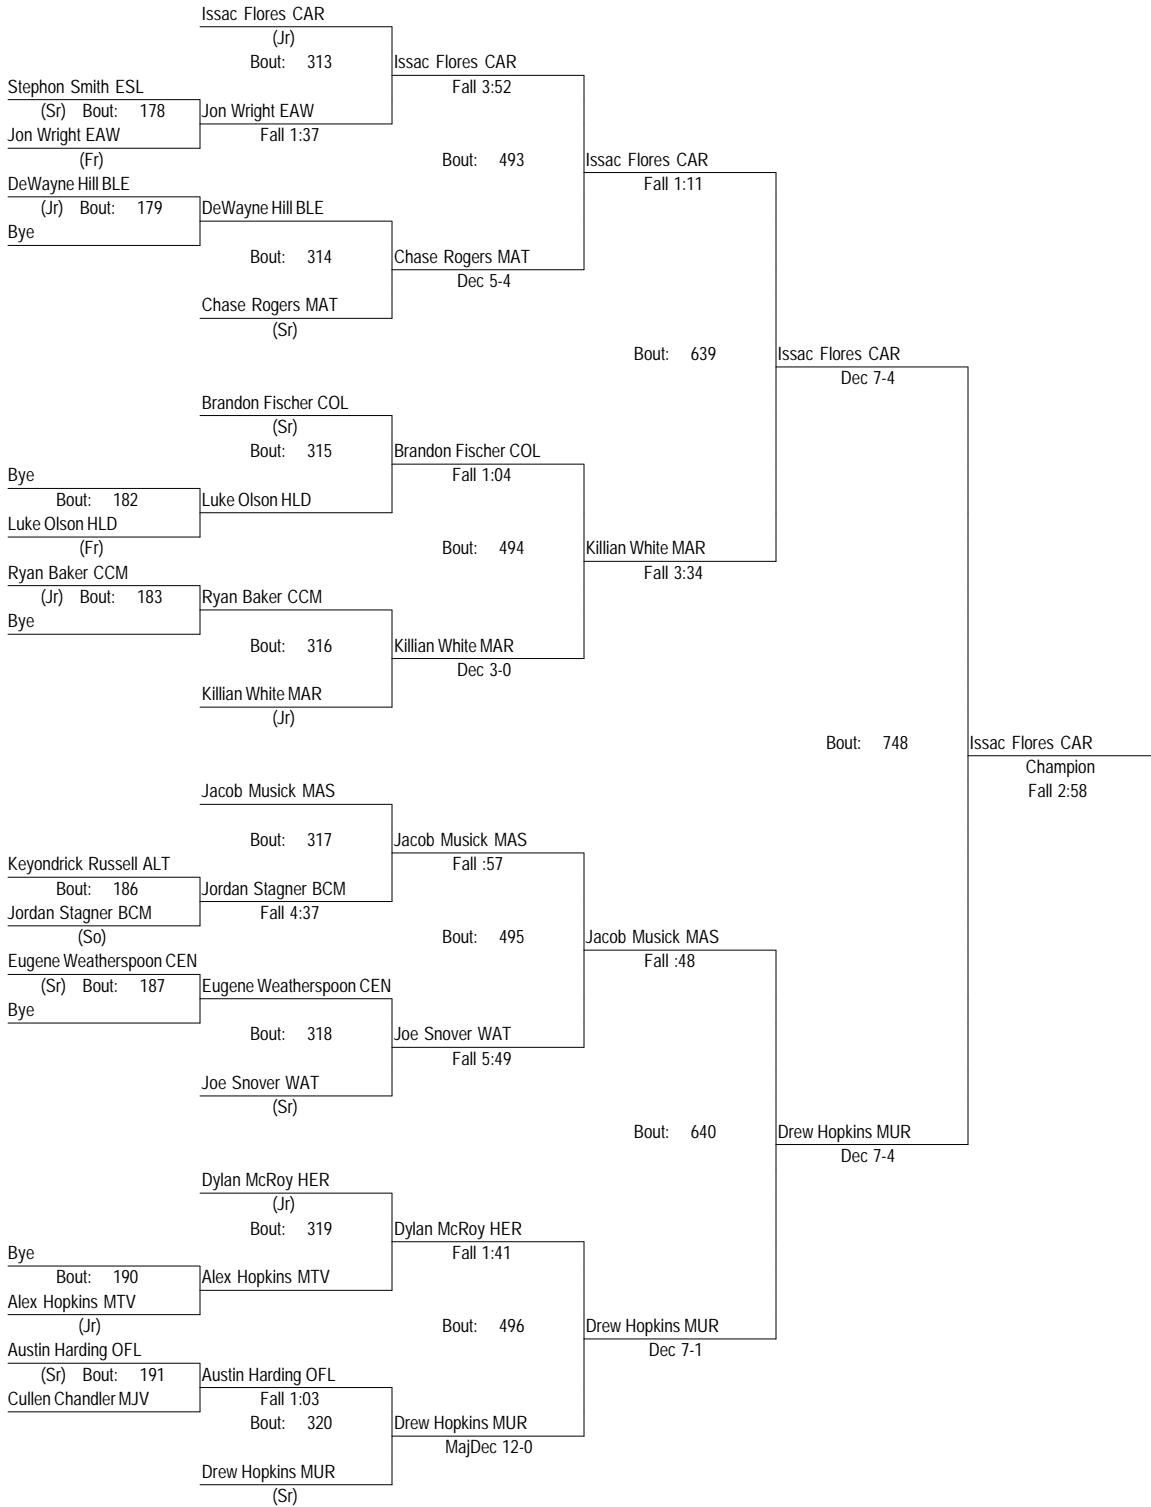 Issac Flores CAR
(Jr)
Bout: 313
Issac Flores CAR
Fall 3:52
Stephon Smith ESL
(Sr) Bout: 178
Jon Wright EAW
Jon Wright EAW
Fall 1:37
(Fr)
Bout: 493
Issac Flores CAR
Fall 1:11
DeWayne Hill BLE
(Jr) Bout: 179
DeWayne Hill BLE
Bye
Bout: 314
Chase Rogers MAT
Dec 5-4
Chase Rogers MAT
(Sr)
Bout: 639
Issac Flores CAR
Dec 7-4
Brandon Fischer COL
(Sr)
Bout: 315
Brandon Fischer COL
Fall 1:04
Bye
Bout: 182
Luke Olson HLD
Luke Olson HLD
(Fr)
Bout: 494
Killian White MAR
Fall 3:34
Ryan Baker CCM
(Jr) Bout: 183
Ryan Baker CCM
Bye
Bout: 316
Killian White MAR
Dec 3-0
Killian White MAR
(Jr)
Bout: 748
Issac Flores CAR
Champion
Fall 2:58
Jacob Musick MAS
Bout: 317
Jacob Musick MAS
Fall :57
Keyondrick Russell ALT
Bout: 186
Jordan Stagner BCM
Jordan Stagner BCM
Fall 4:37
(So)
Bout: 495
Jacob Musick MAS
Fall :48
Eugene Weatherspoon CEN
(Sr) Bout: 187
Eugene Weatherspoon CEN
Bye
Bout: 318
Joe Snover WAT
Fall 5:49
Joe Snover WAT
(Sr)
Bout: 640
Drew Hopkins MUR
Dec 7-4
Dylan McRoy HER
(Jr)
Bout: 319
Dylan McRoy HER
Fall 1:41
Bye
Bout: 190
Alex Hopkins MTV
Alex Hopkins MTV
(Jr)
Bout: 496
Drew Hopkins MUR
Dec 7-1
Austin Harding OFL
(Sr) Bout: 191
Austin Harding OFL
Cullen Chandler MJV
Fall 1:03
Bout: 320
Drew Hopkins MUR
MajDec 12-0
Drew Hopkins MUR
(Sr)